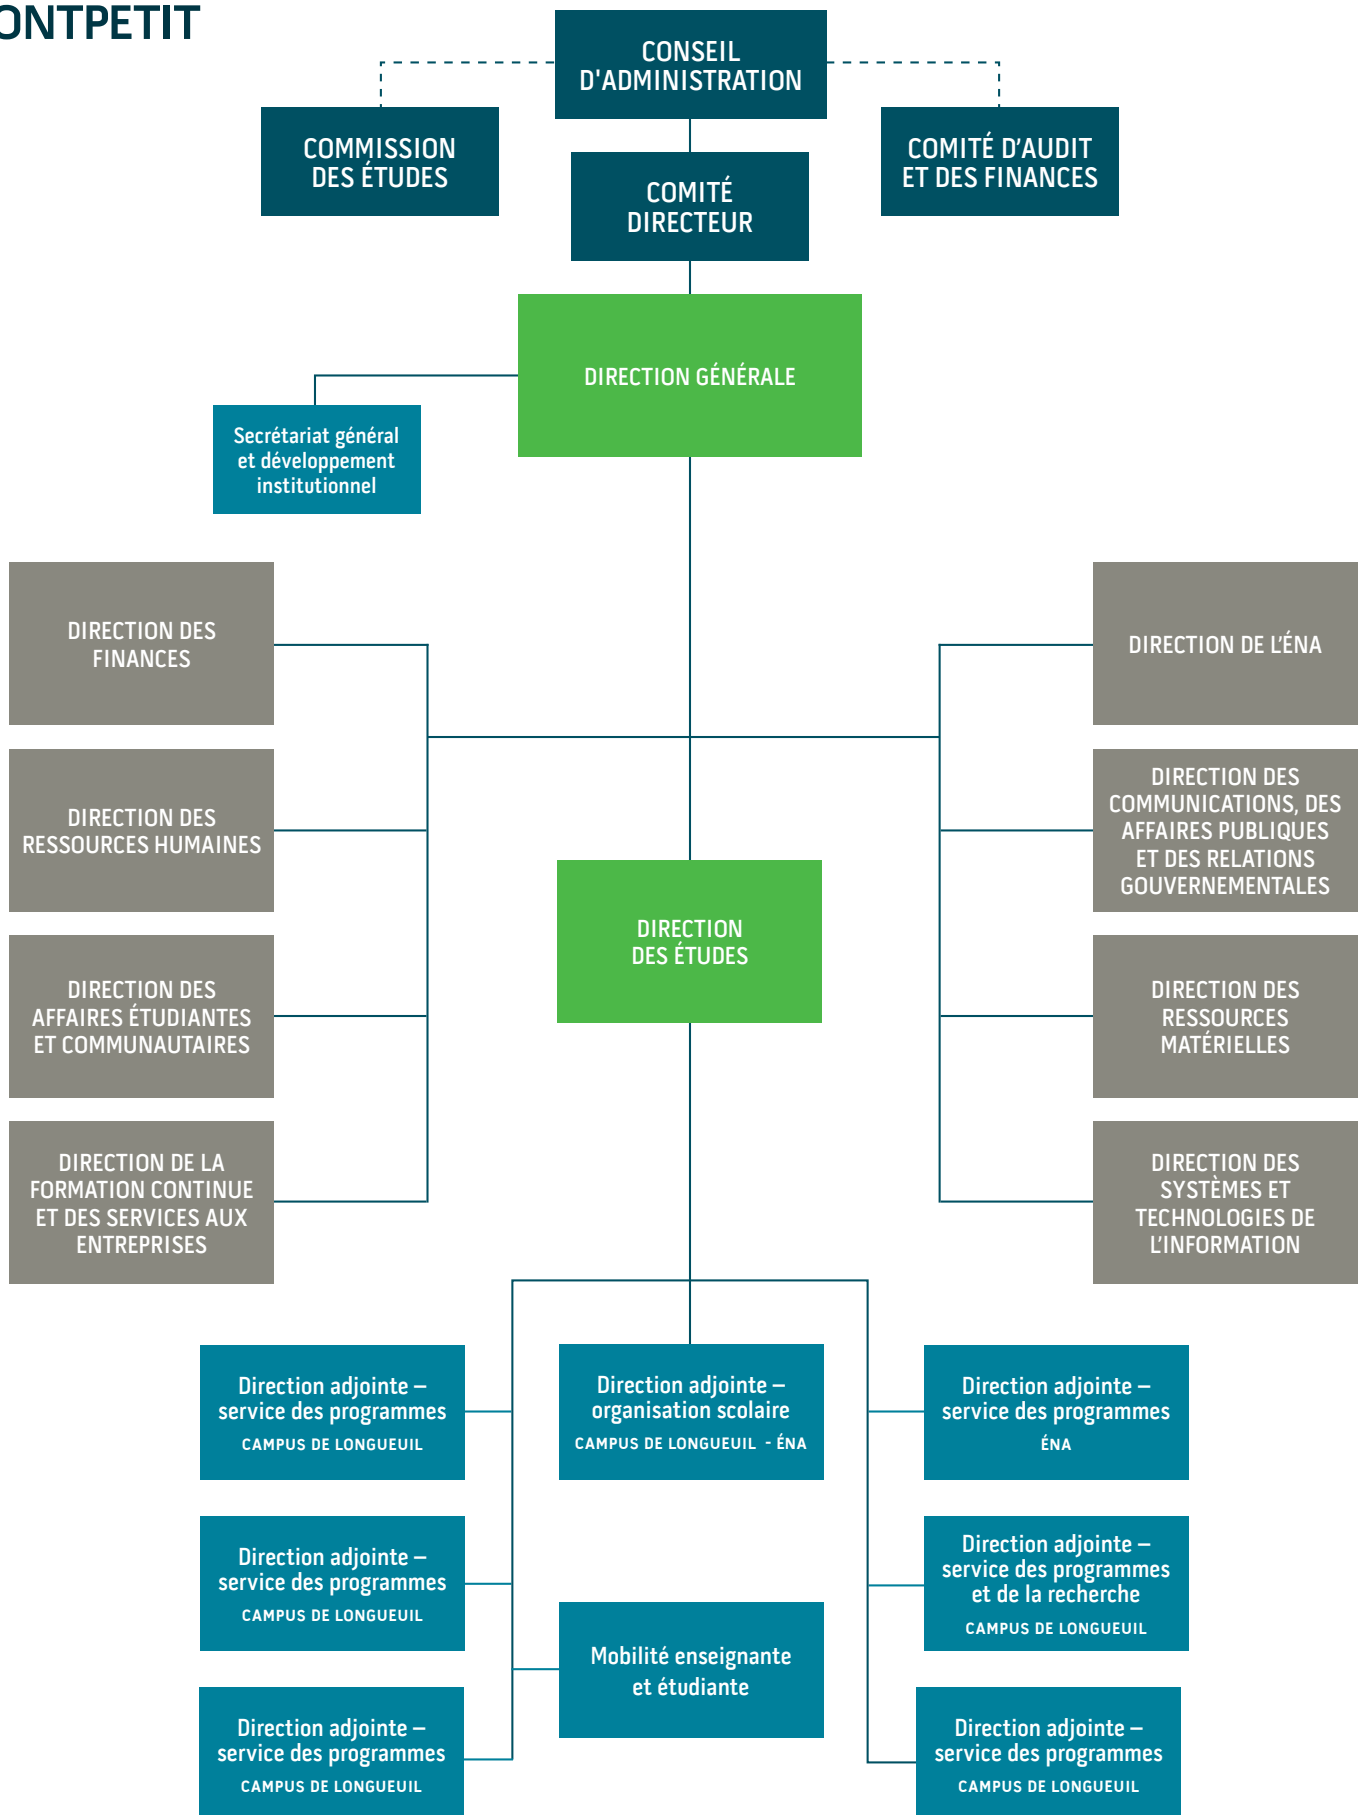 ONTPETIT
CONSEIL
D'ADMINISTRATION
COMMISSION
DES ÉTUDES
COMITÉ
DIRECTEUR
COMITÉ D’AUDIT
ET DES FINANCES
DIRECTION GÉNÉRALE
Secrétariat général
et développement
institutionnel
DIRECTION DES
FINANCES
DIRECTION DE L’ÉNA
DIRECTION DES
RESSOURCES HUMAINES
DIRECTION DES
COMMUNICATIONS, DES
AFFAIRES PUBLIQUES
ET DES RELATIONS
GOUVERNEMENTALES
DIRECTION
DES ÉTUDES
DIRECTION DES
AFFAIRES ÉTUDIANTES
ET COMMUNAUTAIRES
DIRECTION DES
RESSOURCES
MATÉRIELLES
DIRECTION DE LA
FORMATION CONTINUE
ET DES SERVICES AUX
ENTREPRISES
DIRECTION DES
SYSTÈMES ET
TECHNOLOGIES DE
L’INFORMATION
Direction adjointe –
service des programmes
CAMPUS DE LONGUEUIL
Direction adjointe –
organisation scolaire
CAMPUS DE LONGUEUIL - ÉNA
Direction adjointe –
service des programmes
ÉNA
Direction adjointe –
service des programmes
CAMPUS DE LONGUEUIL
Direction adjointe –
service des programmes
et de la recherche
CAMPUS DE LONGUEUIL
Mobilité enseignante
et étudiante
Direction adjointe –
service des programmes
CAMPUS DE LONGUEUIL
Direction adjointe –
service des programmes
CAMPUS DE LONGUEUIL